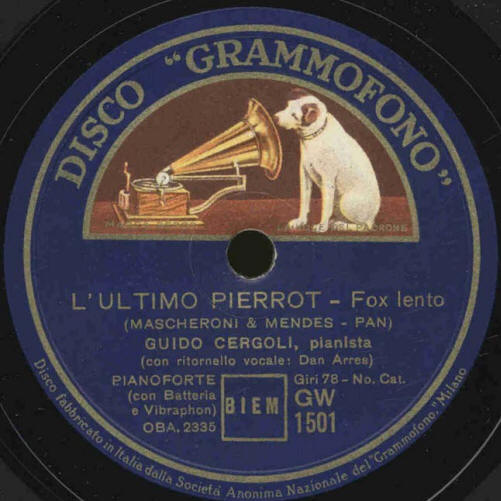 DISCO "GRAMMOFONO"
L'ULTIMO PIERROT - Fox lento
(MASCHERONI & MENDES - PAN)
GUIDO CERGOLI, pianista
(con ritornello vocale: Dan Arres)
PIANOFORTE
(con Batteria
e Vibraphon)
OBA. 2335
BIEM
Giri 78 - No. Cat.
GW
1501
Disco fabbricato in Italia dalla Società Anonima Nazionale del "Grammofono", Milano